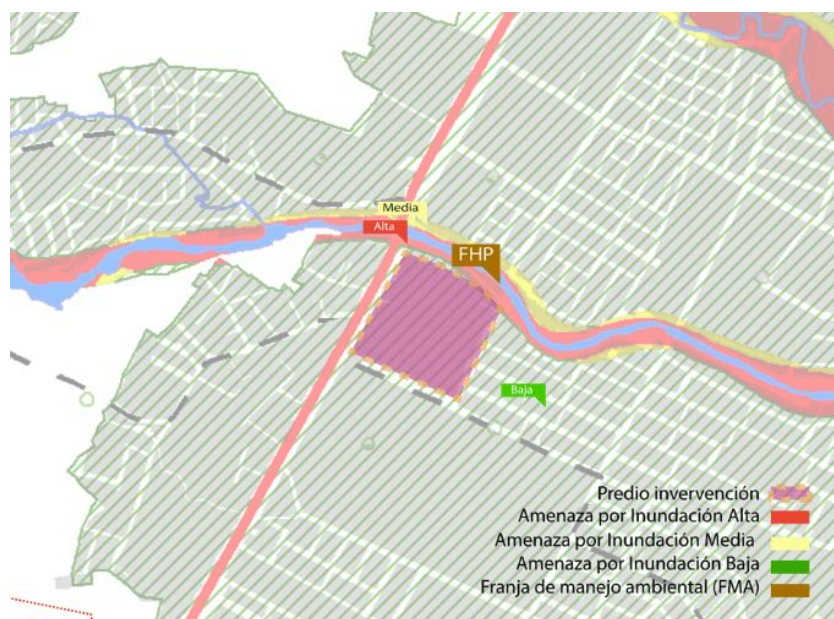 Media
Alta
FHP
Baja
Predio invervención
Amenaza por Inundación Alta
Amenaza por Inundación Media
Amenaza por Inundación Baja
Franja de manejo ambiental (FMA)